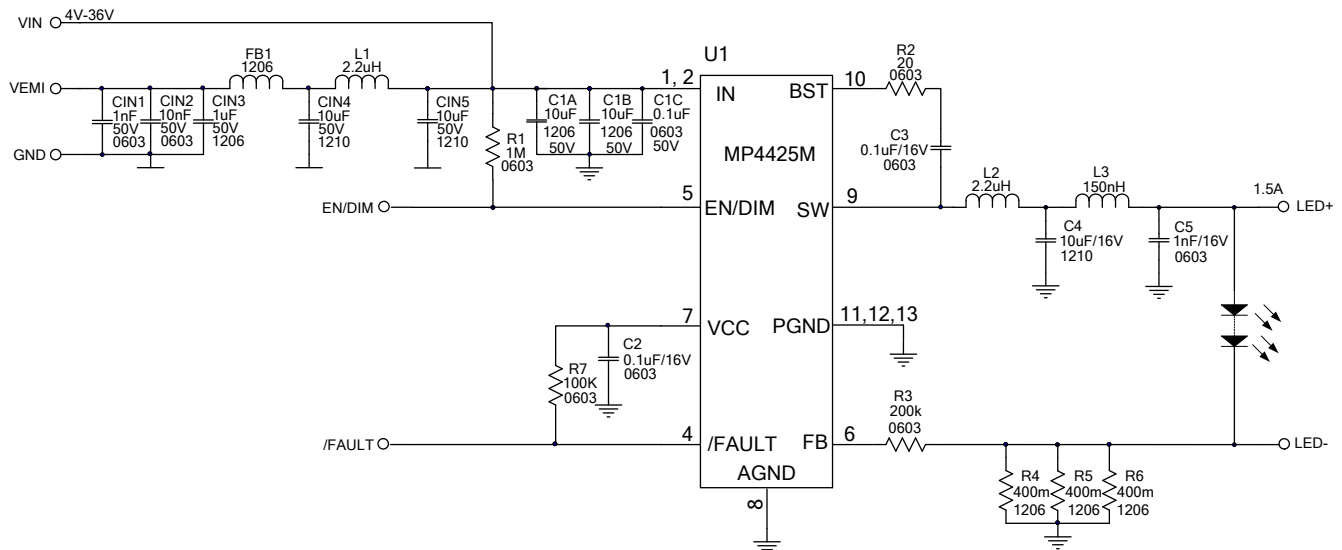 VIN 4V-36V
VEMI
GND
CIN1
1nF
50V
0603
CIN2
10nF
50V
0603
CIN3
1uF
50V
1206
FB1
1206
CIN4
10uF
50V
1210
L1
2.2uH
CIN5
10uF
50V
1210
R1
1M
0603
C1A
10uF
1206
50V
C1B
10uF
1206
50V
C1C
0.1uF
0603
50V
EN/DIM
R7
100K
0603
C2
0.1uF/16V
0603
/FAULT
U1
MP4425M
1, 2
IN
5
EN/DIM
7
VCC
4
/FAULT
AGND
8
BST
10
SW
9
PGND
11,12,13
FB
6
R2
20
0603
C3
0.1uF/16V
0603
L2
2.2uH
L3
150nH
C4
10uF/16V
1210
C5
1nF/16V
0603
1.5A
LED+
R3
200k
0603
LED-
R4
400m
1206
R5
400m
1206
R6
400m
1206